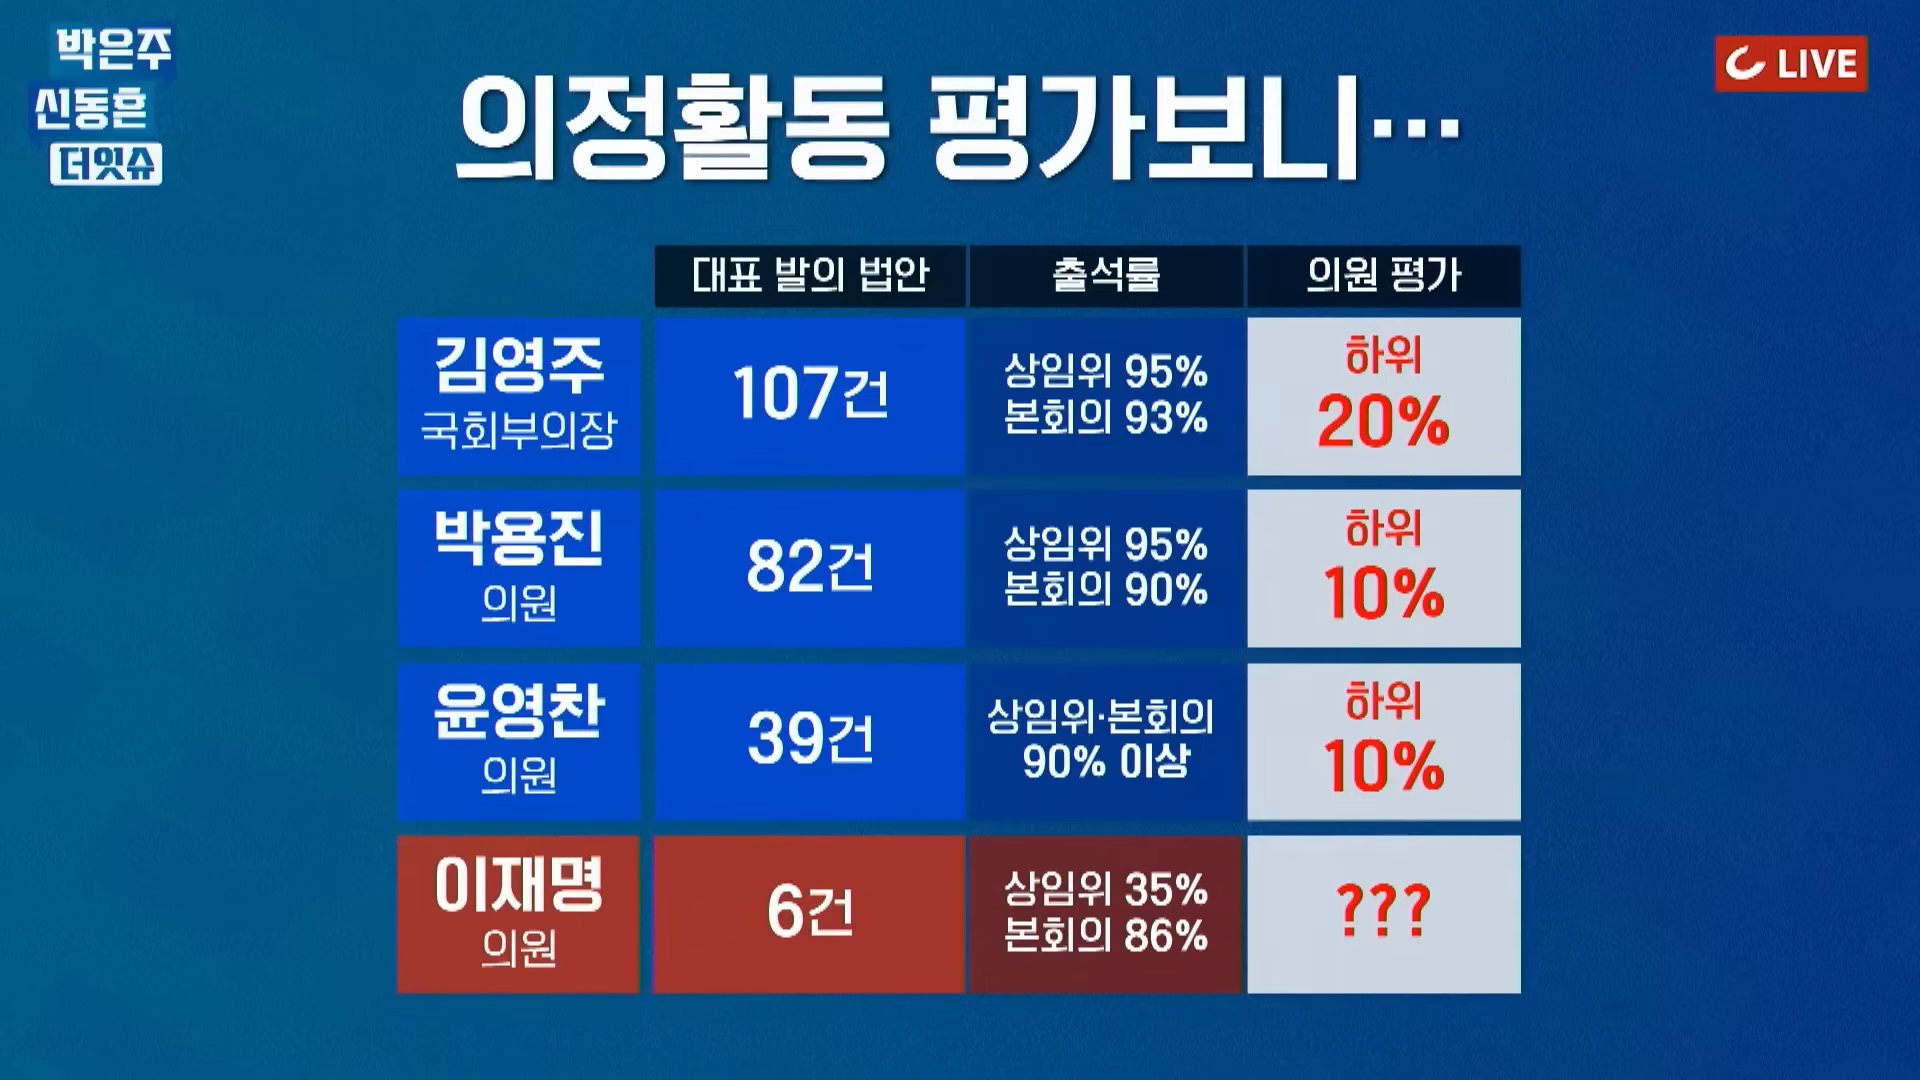 박은주
신동흔
더잇슈
LIVE
의정활동 평가보니…
대표 발의 법안 출석률 의원 평가
김영주
국회부의장
107건
상임위 95%
본회의 93%
하위
20%
박용진
의원
82건
상임위 95%
본회의 90%
하위
10%
윤영찬
의원
39건
상임위·본회의
90% 이상
하위
10%
이재명
의원
6건
상임위 35%
본회의 86%
???